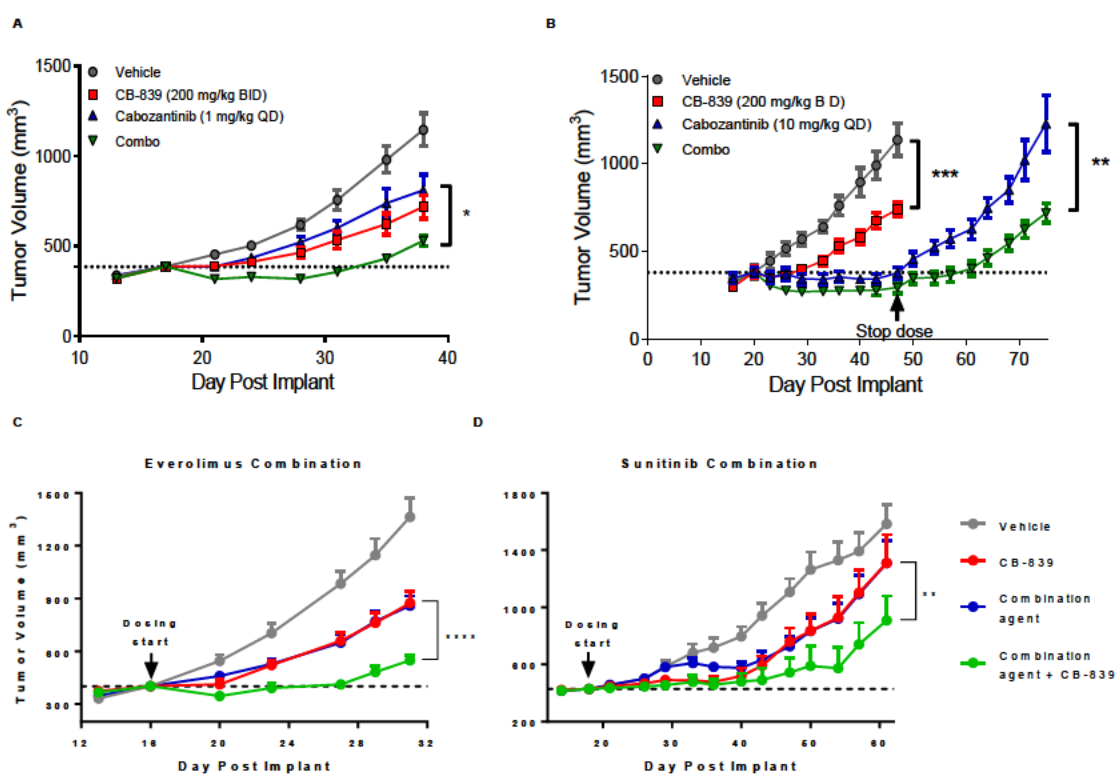 A
1500
1000
500
0
Tumor Volume (mm3)
Vehicle
CB-839 (200 mg/kg BID)
Cabozantinib (1 mg/kg QD)
Combo
*
10 20 30 40
Day Post Implant
B
1500
1000
500
0
Tumor Volume (mm3)
Vehicle
CB-839 (200 mg/kg B D)
Cabozantinib (10 mg/kg QD)
Combo
***
**
Stop dose
0 10 20 30 40 50 60 70
Day Post Implant
C
Everolimus Combination
1500
1200
900
600
300
Tumor Volume (mm3)
Dosing
start
****
12 16 20 24 28 32
Day Post Implant
D
Sunitinib Combination
1800
1400
1000
600
200
Dosing
start
**
20 30 40 50 60
Day Post Implant
Vehicle
CB-839
Combination
agent
Combination
agent + CB-839